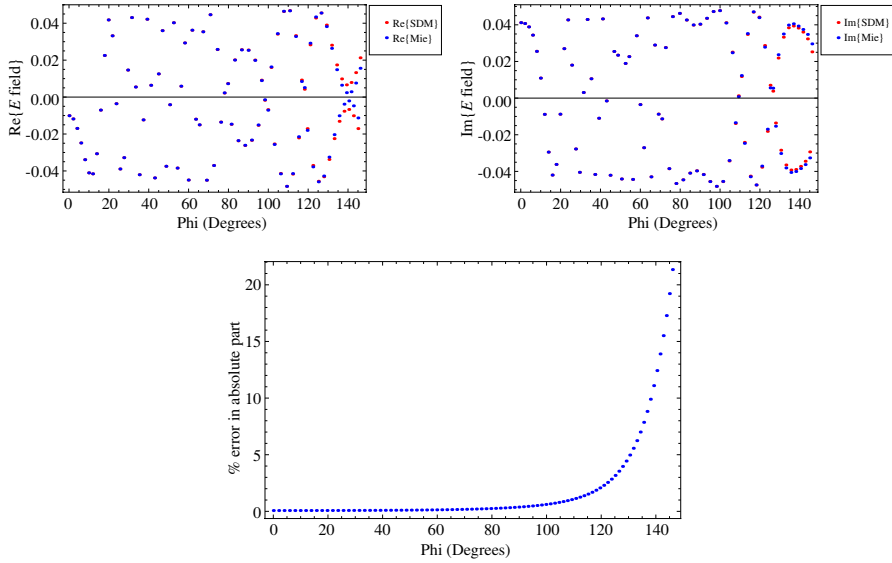 0.04
0.02
0.00
-0.02
-0.04
Re{E field}
0 20 40 60 80 100 120 140
Phi (Degrees)
Re{SDM}
Re{Mie}
0.04
0.02
0.00
-0.02
-0.04
Im{E field}
0 20 40 60 80 100 120 140
Phi (Degrees)
Im{SDM}
Im{Mie}
20
15
10
5
0
% error in absolute part
0 20 40 60 80 100 120 140
Phi (Degrees)